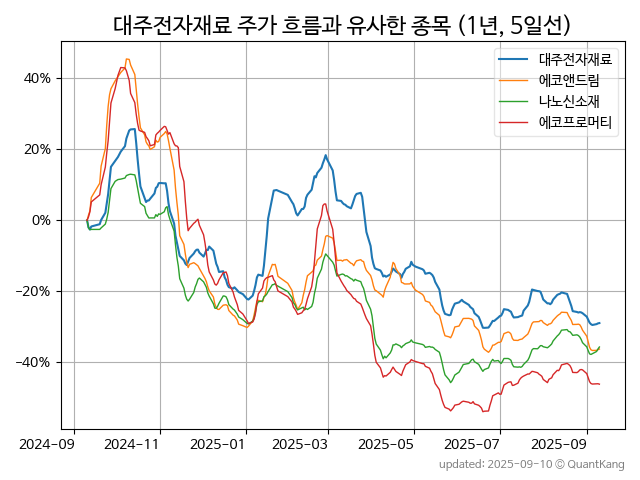 대주전자재료 주가 흐름과 유사한 종목 (1년, 5일선)
대주전자재료
에코앤드림
나노신소재
에코프로머티
40%
20%
0%
−20%
−40%
2024-09 2024-11 2025-01 2025-03 2025-05 2025-07 2025-09
updated: 2025-09-10 © QuantKang